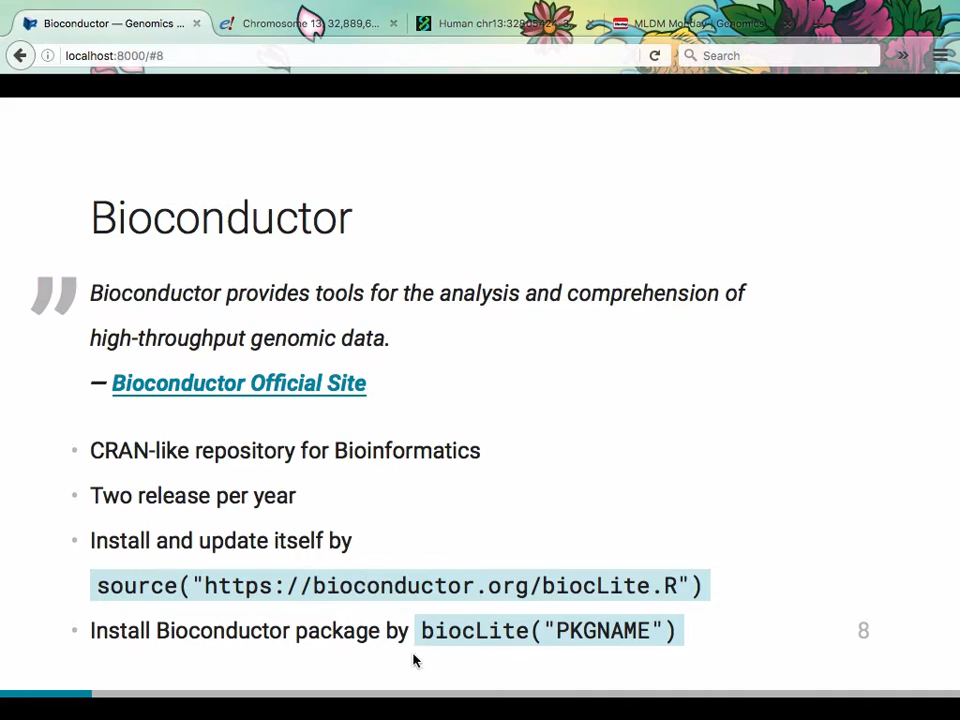 Bioconductor — Genomics ...
Chromosome 13: 32,889,6...
MLDM Monday - Genomics
localhost:8000/#8
Search
Bioconductor
Bioconductor provides tools for the analysis and comprehension of
high-throughput genomic data.
— Bioconductor Official Site
• CRAN-like repository for Bioinformatics
• Two release per year
• Install and update itself by
source("https://bioconductor.org/biocLite.R")
• Install Bioconductor package by biocLite("PKGNAME")
8